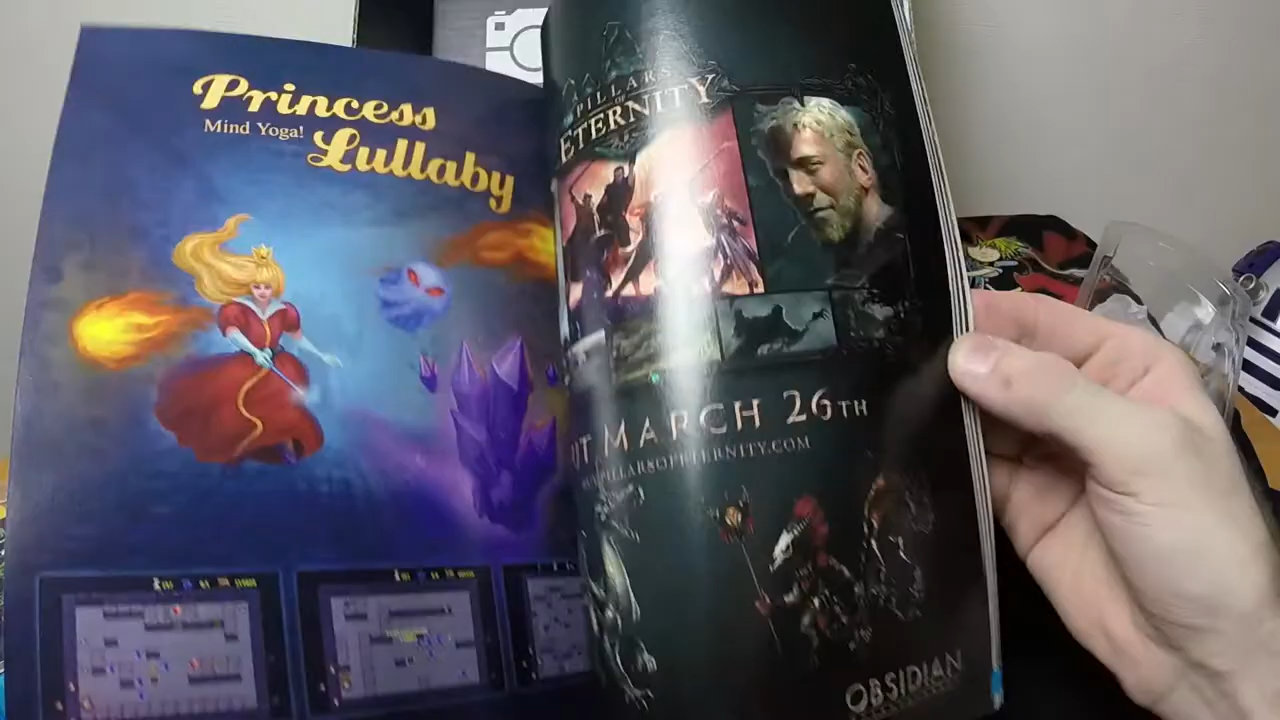 Princess
Mind Yoga!
Lullaby
PILLARS
ETERNITY
MARCH 26TH
PILLARSOFETERNITY.COM
OBSIDIAN